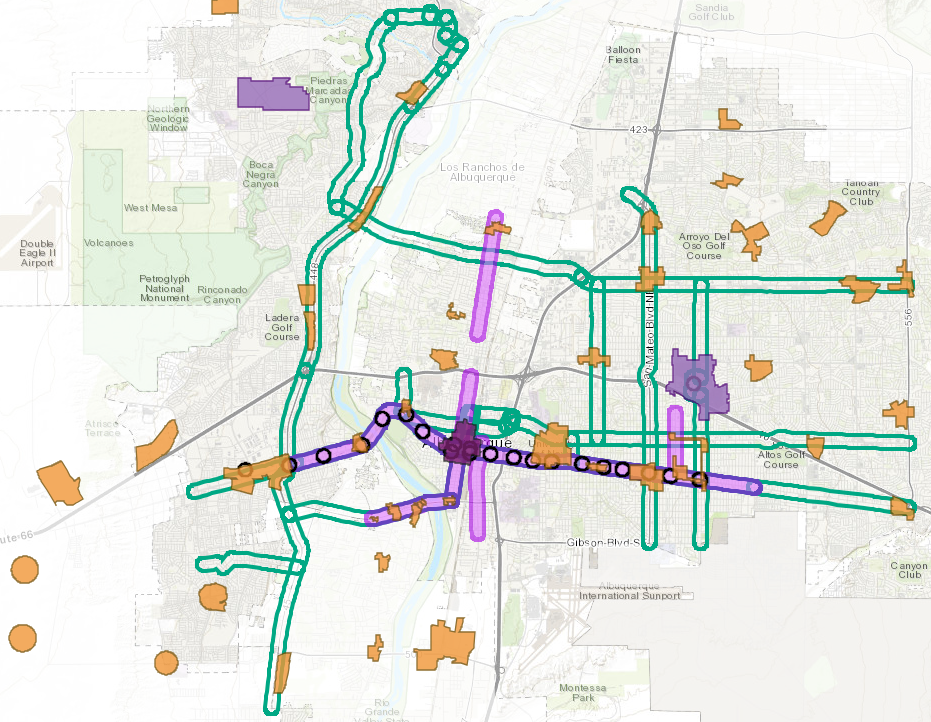 Sandia
Golf Club
Balloon
Fiesta
Piedras
Marcadas
Canyon
Northern
Geologic
Window
423
Los Ranchos de
Albuquerque
Boca
Negra
Canyon
Tanoan
Country
Club
West Mesa
Double
Eagle II
Airport
Volcanoes
Arroyo Del
Oso Golf
Course
448
Petroglyph
National
Monument
Rinconado
Canyon
Ladera
Golf
Course
556
San-Mateo-Blvd-NE
Atrisco
Terrace
que
Altos Golf
Course
Route-66
Gibson-Blvd-S
Canyon
Club
Albuquerque
International Sunport
Montessa
Park
Rio
Grande
Valley State